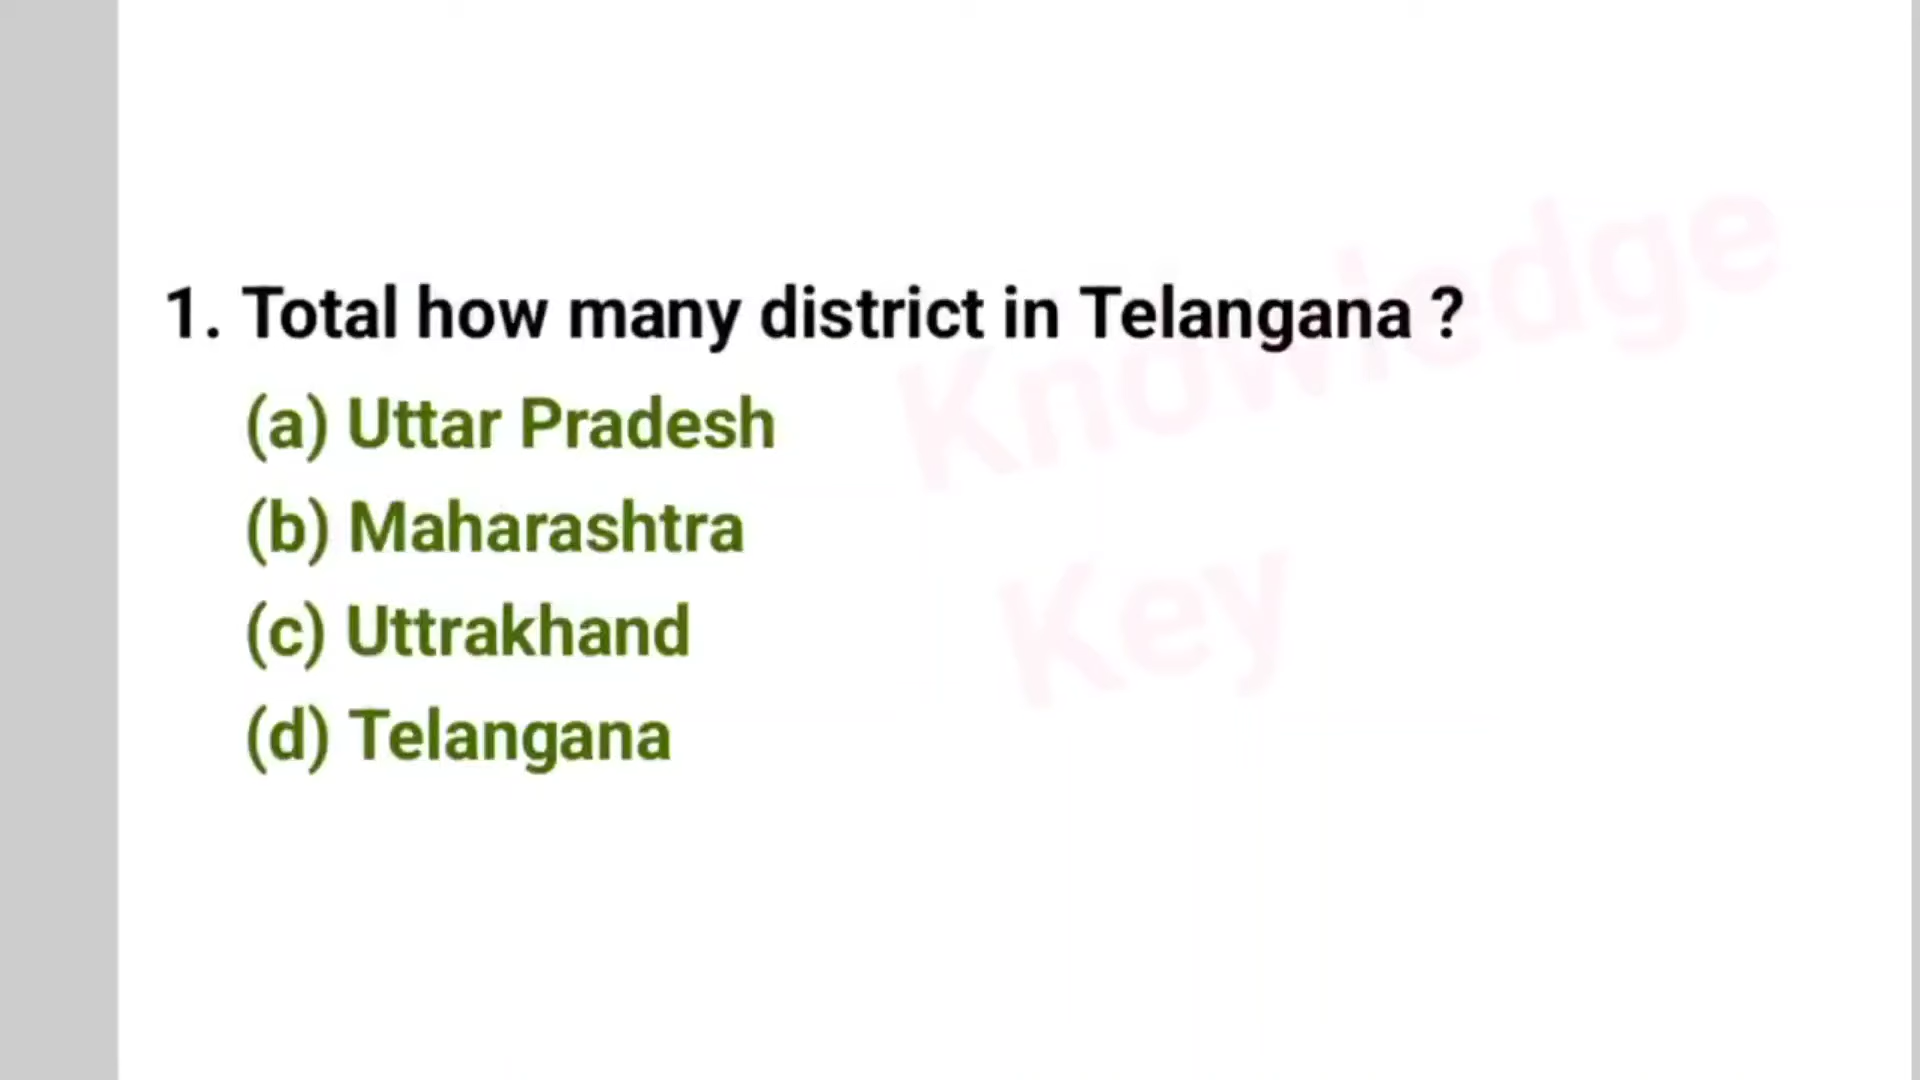 Knowledge
Key
1. Total how many district in Telangana ?
(a) Uttar Pradesh
(b) Maharashtra
(c) Uttrakhand
(d) Telangana